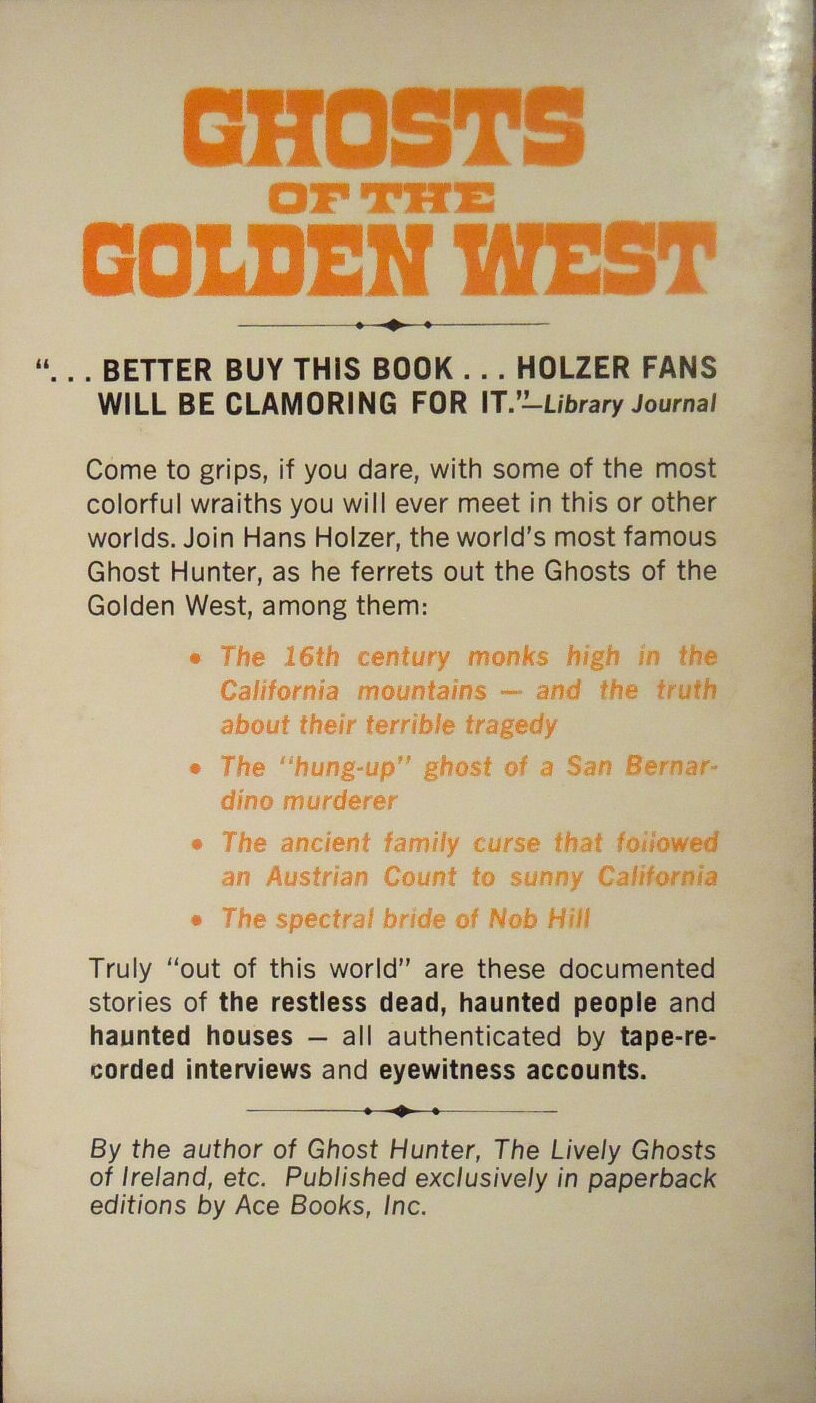 GHOSTS
OF THE
GOLDEN WEST
“. . . BETTER BUY THIS BOOK . . . HOLZER FANS
WILL BE CLAMORING FOR IT.”—Library Journal
Come to grips, if you dare, with some of the most
colorful wraiths you will ever meet in this or other
worlds. Join Hans Holzer, the world's most famous
Ghost Hunter, as he ferrets out the Ghosts of the
Golden West, among them:
• The 16th century monks high in the
California mountains — and the truth
about their terrible tragedy
• The “hung-up” ghost of a San Bernar-
dino murderer
• The ancient family curse that followed
an Austrian Count to sunny California
• The spectral bride of Nob Hill
Truly “out of this world” are these documented
stories of the restless dead, haunted people and
haunted houses — all authenticated by tape-re-
corded interviews and eyewitness accounts.
By the author of Ghost Hunter, The Lively Ghosts
of Ireland, etc. Published exclusively in paperback
editions by Ace Books, Inc.